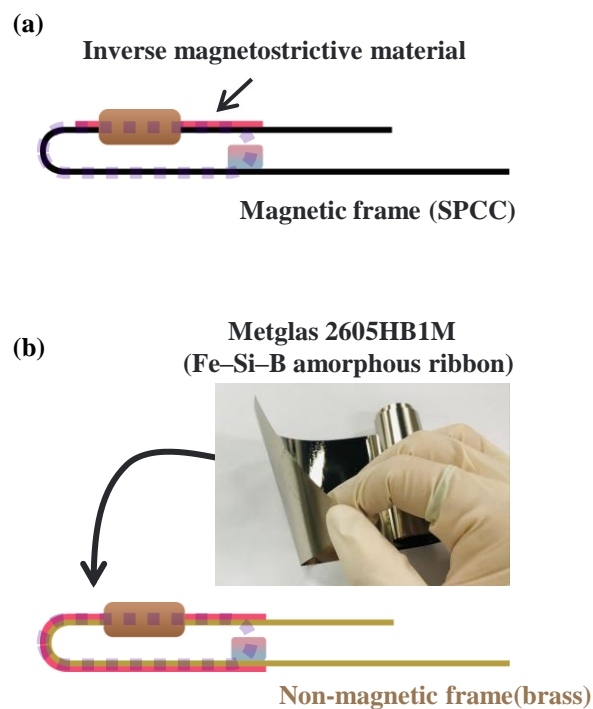 (a)
Inverse magnetostrictive material
Magnetic frame (SPCC)
(b)
Metglas 2605HB1M
(Fe–Si–B amorphous ribbon)
Non-magnetic frame(brass)